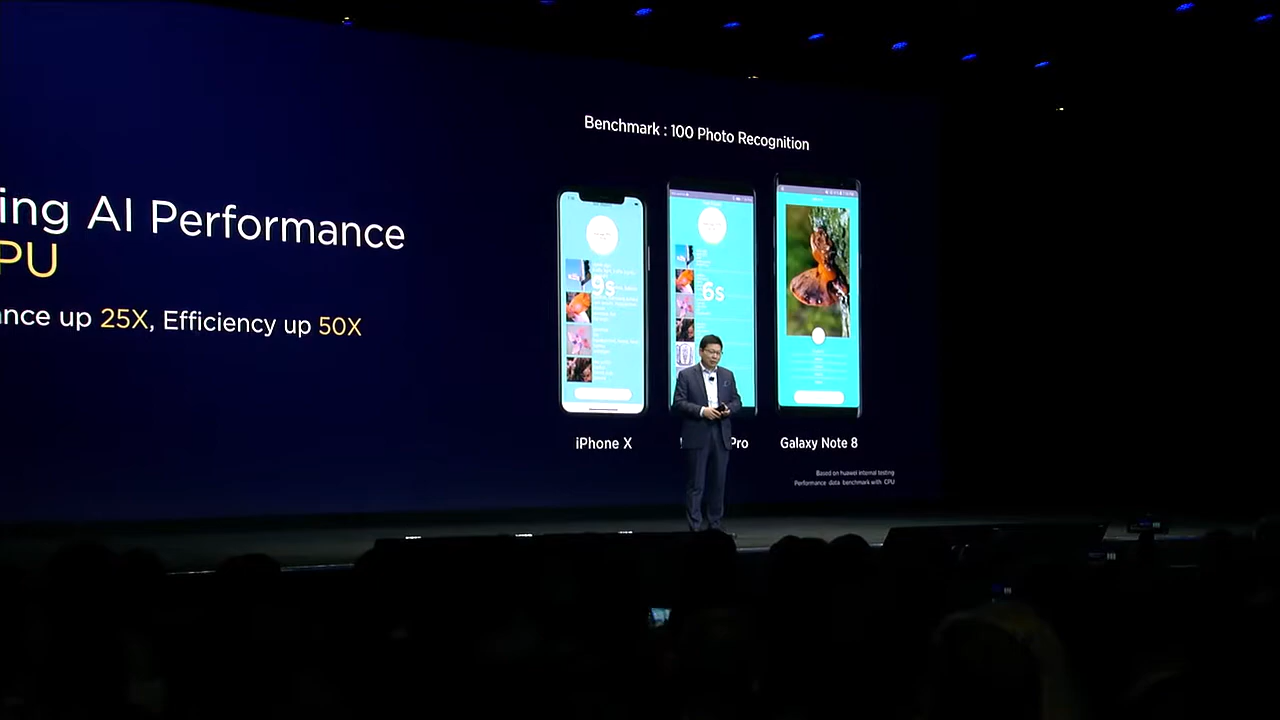 ing AI Performance
PU
nce up 25X, Efficiency up 50X
Benchmark : 100 Photo Recognition
9s
6s
iPhone X
Pro
Galaxy Note 8
Based on huawei internal testing
Performance data benchmark with CPU